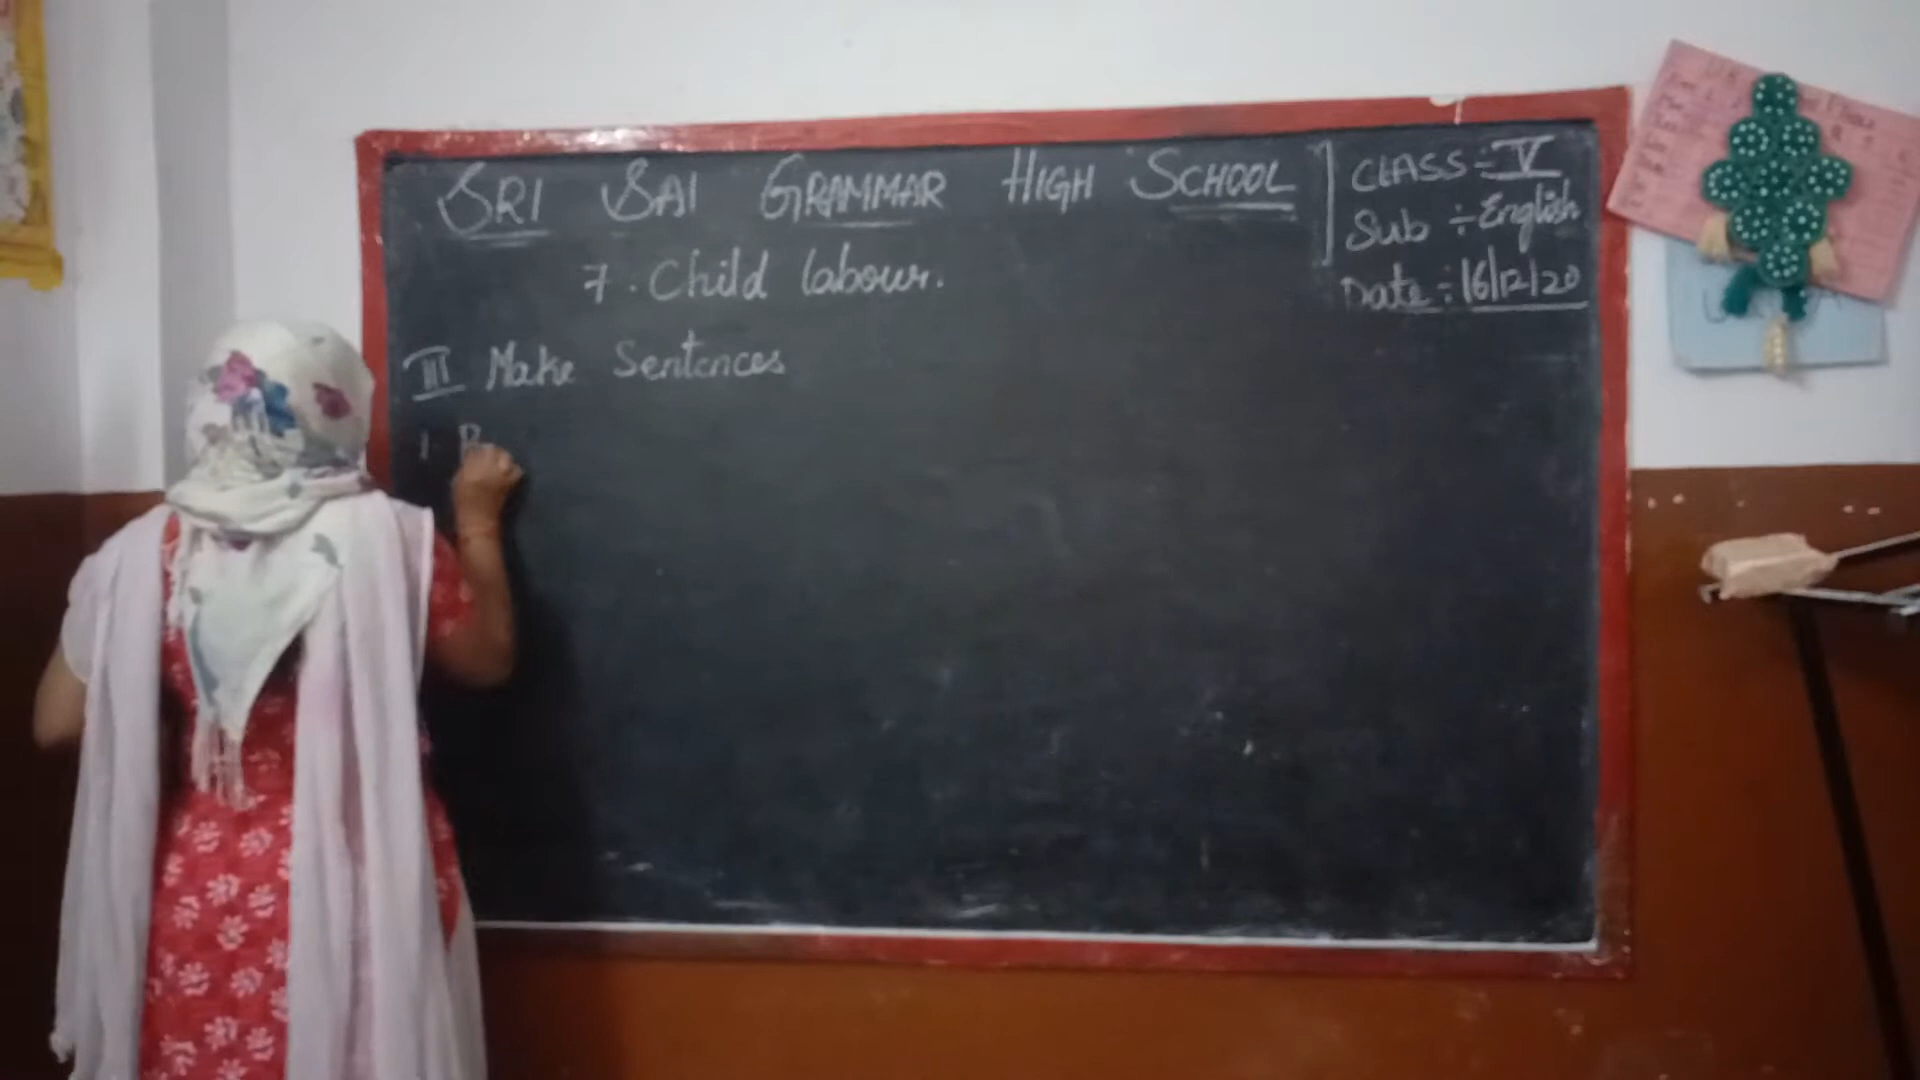 SRI SAI GRAMMAR HIGH SCHOOL
CLASS ÷ V
Sub ÷ English
Date ÷ 16/12/20
7. Child labour.
III Make Sentences
1